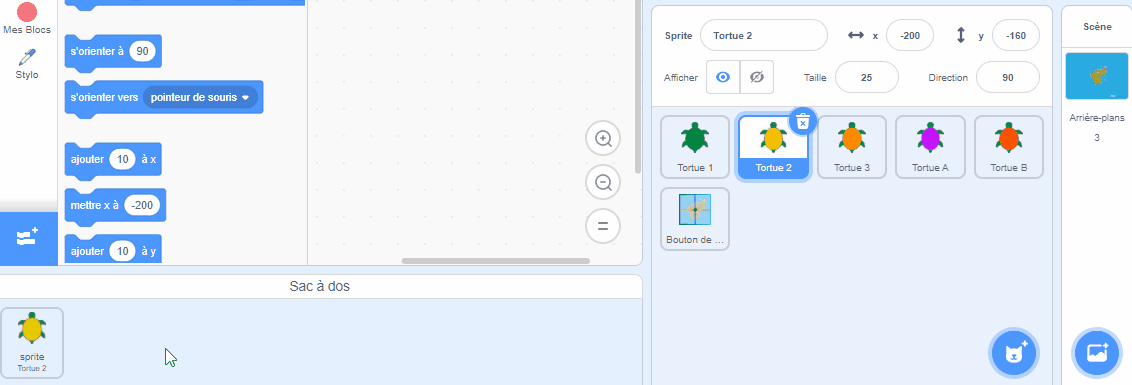 Mes Blocs
Stylo
s'orienter à 90
s'orienter vers pointeur de souris
ajouter 10 à x
mettre x à -200
ajouter 10 à y
Sac à dos
sprite
Tortue 2
Sprite Tortue 2 x -200 y -160
Afficher Taille 25 Direction 90
Tortue 1 Tortue 2 Tortue 3 Tortue A Tortue B
Bouton de ...
Scène
Arrière-plans
3